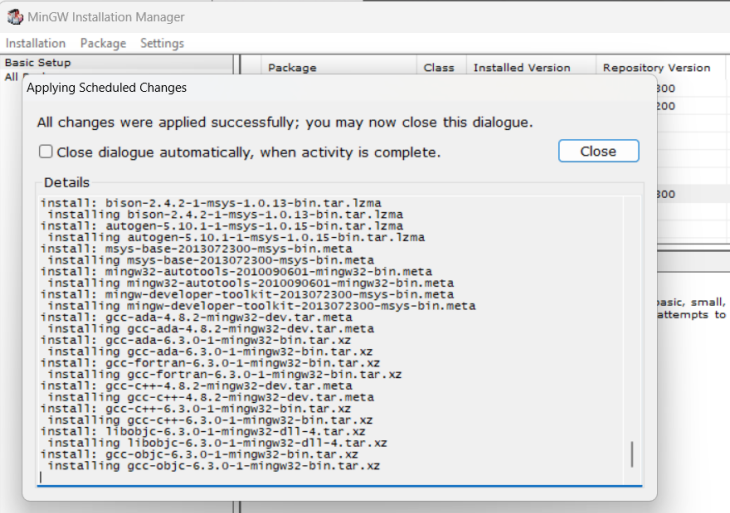 MinGW Installation Manager
Installation Package Settings
Basic Setup
All
Package Class Installed Version Repository Version
300
200
300
basic, small,
attempts to
Applying Scheduled Changes
All changes were applied successfully; you may now close this dialogue.
Close dialogue automatically, when activity is complete.
Close
Details
install: bison-2.4.2-1-msys-1.0.13-bin.tar.lzma
installing bison-2.4.2-1-msys-1.0.13-bin.tar.lzma
install: autogen-5.10.1-1-msys-1.0.15-bin.tar.lzma
installing autogen-5.10.1-1-msys-1.0.15-bin.tar.lzma
install: msys-base-2013072300-msys-bin.meta
installing msys-base-2013072300-msys-bin.meta
install: mingw32-autotools-2010090601-mingw32-bin.meta
installing mingw32-autotools-2010090601-mingw32-bin.meta
install: mingw-developer-toolkit-2013072300-msys-bin.meta
installing mingw-developer-toolkit-2013072300-msys-bin.meta
install: gcc-ada-4.8.2-mingw32-dev.tar.meta
installing gcc-ada-4.8.2-mingw32-dev.tar.meta
install: gcc-ada-6.3.0-1-mingw32-bin.tar.xz
installing gcc-ada-6.3.0-1-mingw32-bin.tar.xz
install: gcc-fortran-6.3.0-1-mingw32-bin.tar.xz
installing gcc-fortran-6.3.0-1-mingw32-bin.tar.xz
install: gcc-c++-4.8.2-mingw32-dev.tar.meta
installing gcc-c++-4.8.2-mingw32-dev.tar.meta
install: gcc-c++-6.3.0-1-mingw32-bin.tar.xz
installing gcc-c++-6.3.0-1-mingw32-bin.tar.xz
install: libobjc-6.3.0-1-mingw32-dll-4.tar.xz
installing libobjc-6.3.0-1-mingw32-dll-4.tar.xz
install: gcc-objc-6.3.0-1-mingw32-bin.tar.xz
installing gcc-objc-6.3.0-1-mingw32-bin.tar.xz